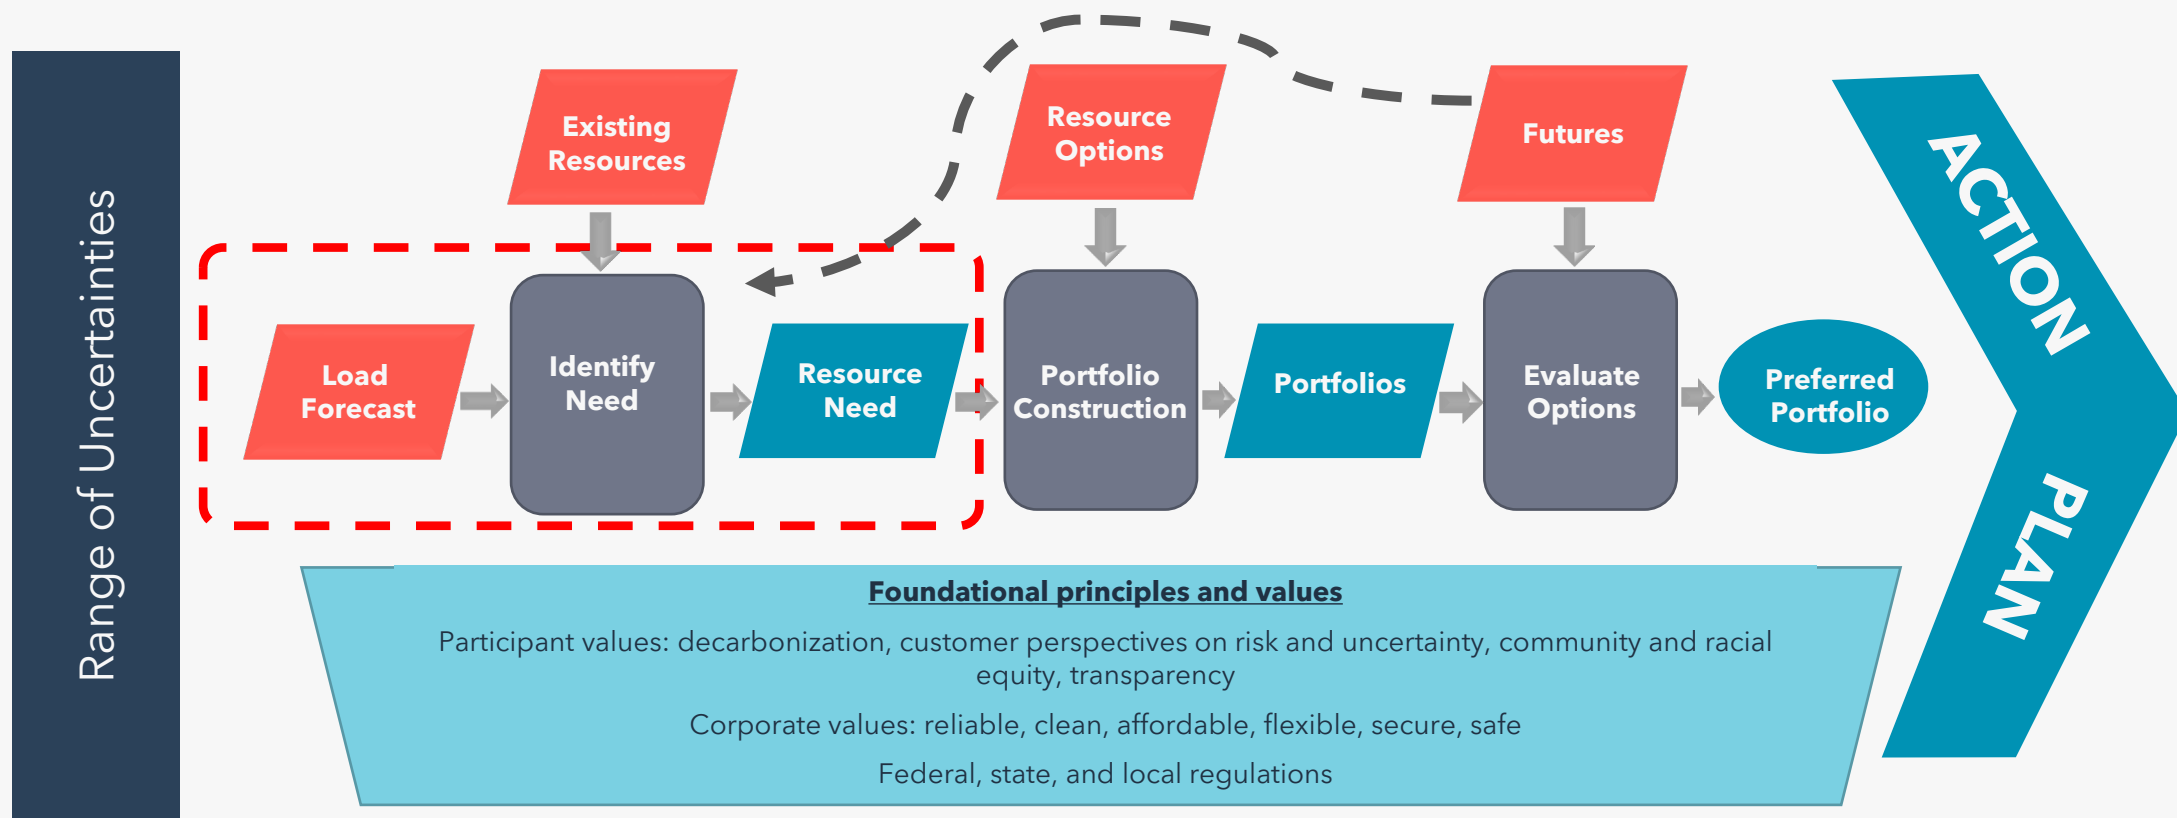 Range of Uncertainties
Existing
Resources
Resource
Options
Futures
Load
Forecast
Identify
Need
Resource
Need
Portfolio
Construction
Portfolios
Evaluate
Options
Preferred
Portfolio
ACTION
PLAN
Foundational principles and values
Participant values: decarbonization, customer perspectives on risk and uncertainty, community and racial
equity, transparency
Corporate values: reliable, clean, affordable, flexible, secure, safe
Federal, state, and local regulations